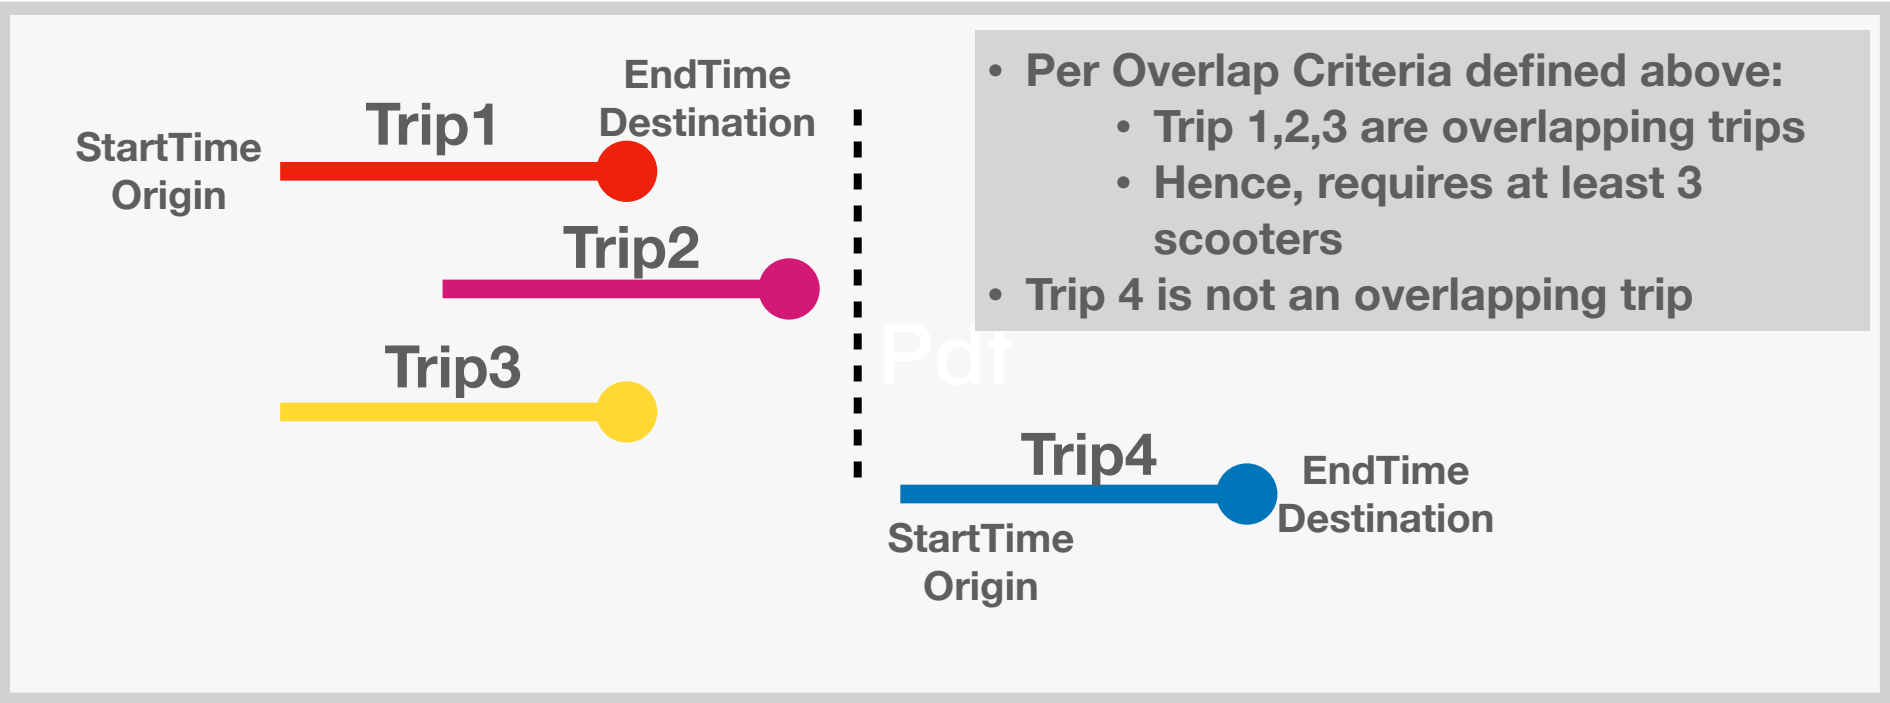 EndTime
Destination
Trip1
StartTime
Origin
Trip2
Trip3
• Per Overlap Criteria defined above:
• Trip 1,2,3 are overlapping trips
• Hence, requires at least 3
scooters
• Trip 4 is not an overlapping trip
Pdf
Trip4
EndTime
Destination
StartTime
Origin